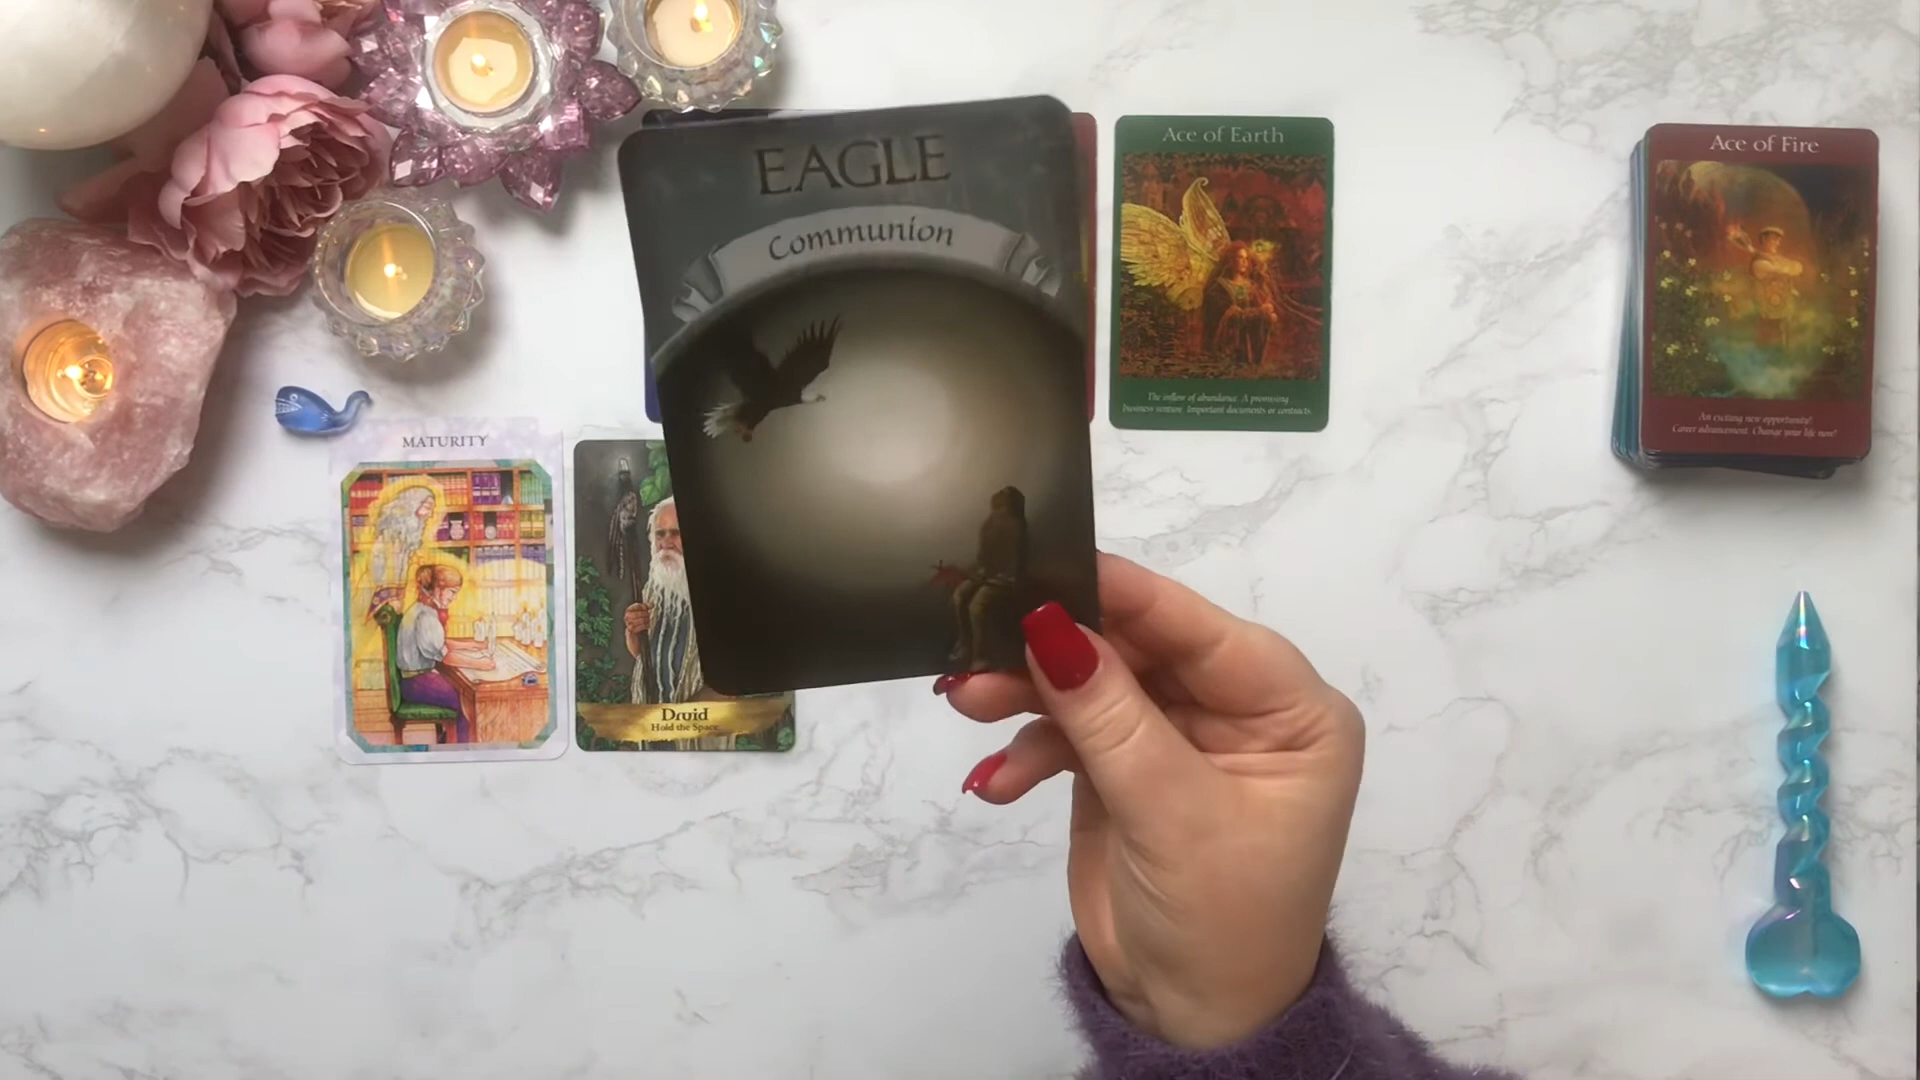 EAGLE
Communion
Ace of Earth
The inflow of abundance. A promising
business venture. Important documents or contracts.
Ace of Fire
An exciting new opportunity!
Career advancement. Change your life now!
MATURITY
Druid
Hold the Space